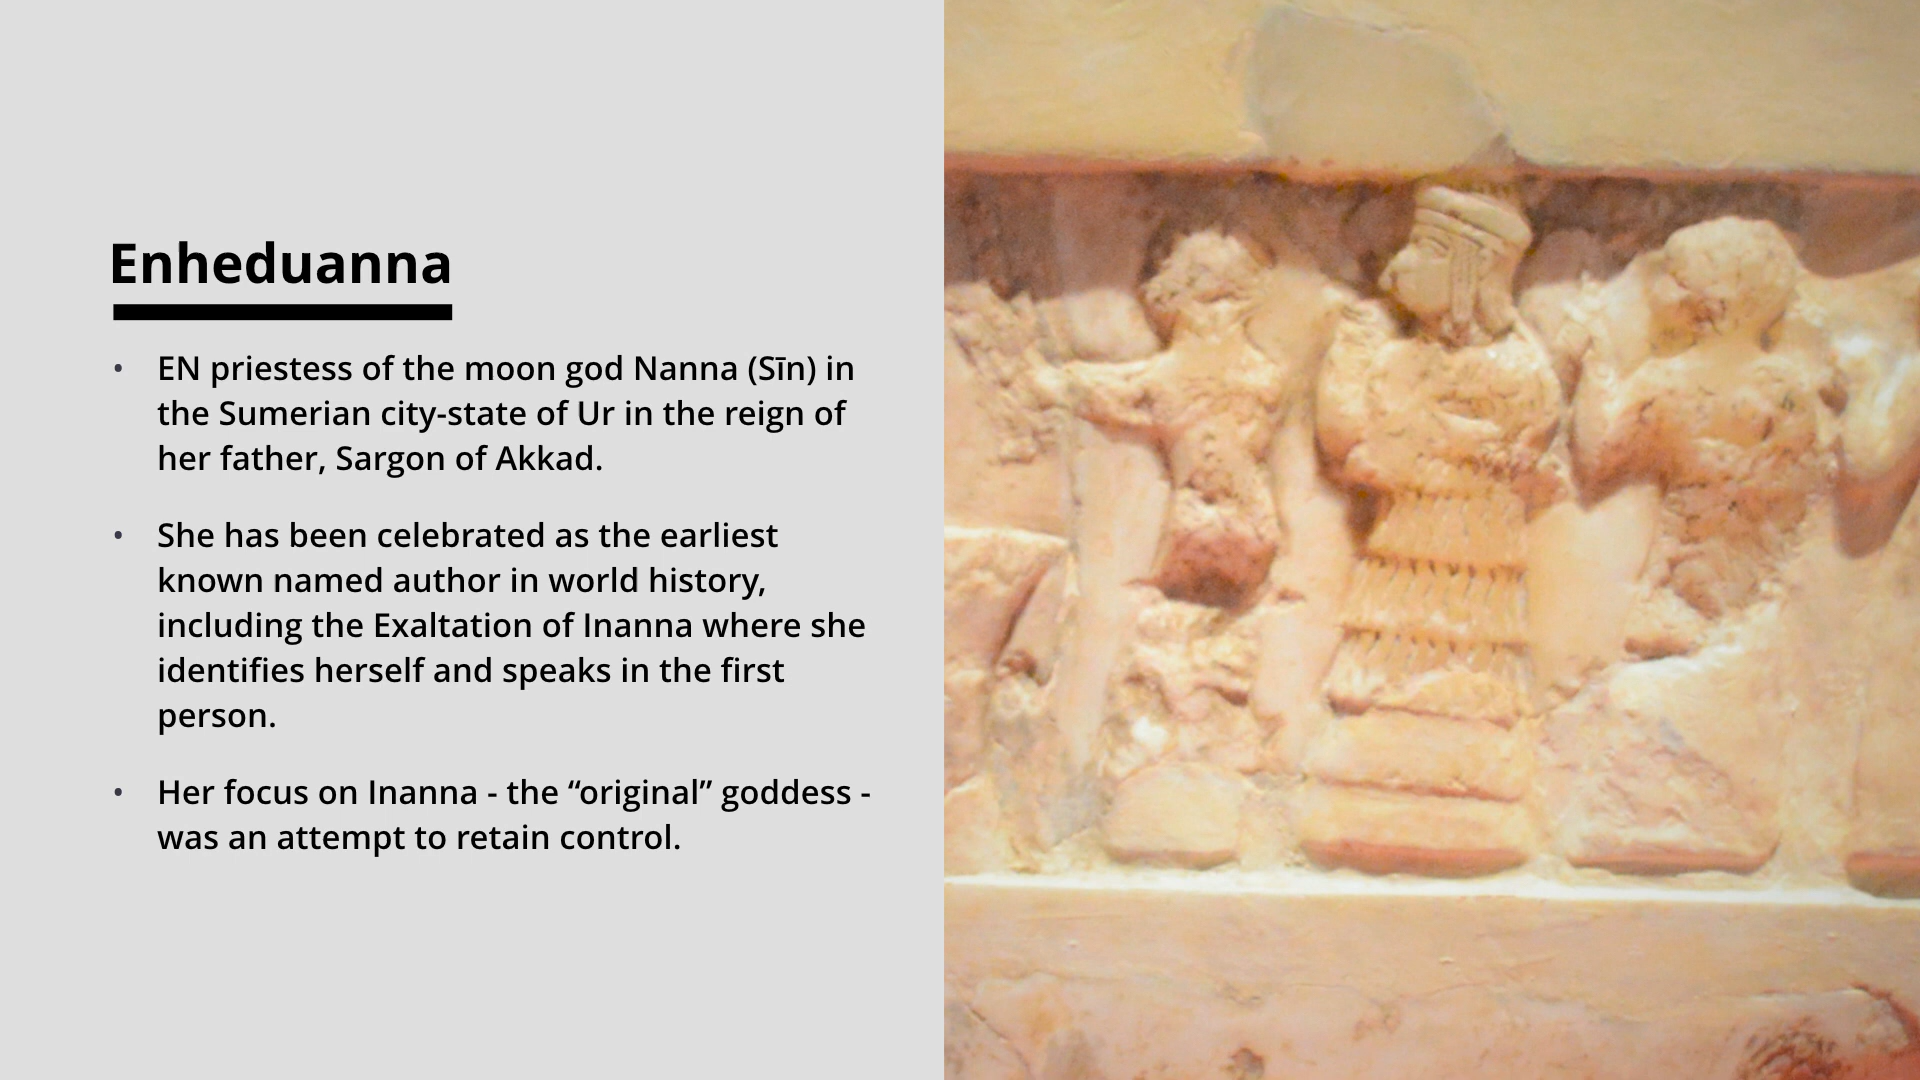 Enheduanna
• EN priestess of the moon god Nanna (Sīn) in
the Sumerian city-state of Ur in the reign of
her father, Sargon of Akkad.
• She has been celebrated as the earliest
known named author in world history,
including the Exaltation of Inanna where she
identifies herself and speaks in the first
person.
• Her focus on Inanna - the “original” goddess -
was an attempt to retain control.